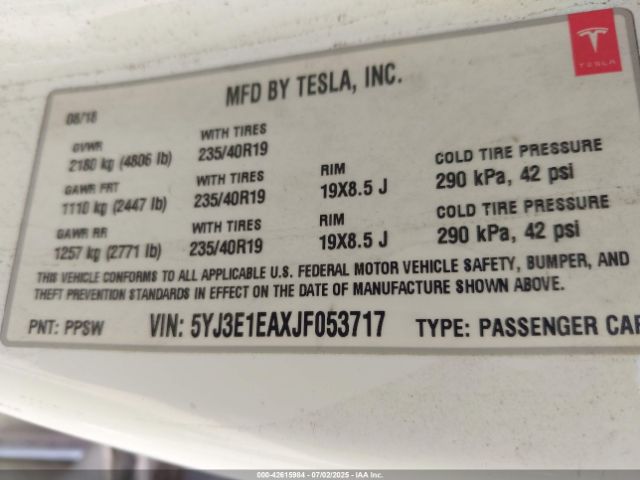 TESLA
MFD BY TESLA, INC.
08/18
GVWR WITH TIRES
2180 kg (4806 lb) 235/40R19
GAWR FRT WITH TIRES RIM COLD TIRE PRESSURE
1110 kg (2447 lb) 235/40R19 19X8.5 J 290 kPa, 42 psi
GAWR RR WITH TIRES RIM COLD TIRE PRESSURE
1257 kg (2771 lb) 235/40R19 19X8.5 J 290 kPa, 42 psi
THIS VEHICLE CONFORMS TO ALL APPLICABLE U.S. FEDERAL MOTOR VEHICLE SAFETY, BUMPER, AND
THEFT PREVENTION STANDARDS IN EFFECT ON THE DATE OF MANUFACTURE SHOWN ABOVE.
PNT: PPSW VIN: 5YJ3E1EAXJF053717 TYPE: PASSENGER CAR
000-42615984 - 07/02/2025 - IAA Inc.